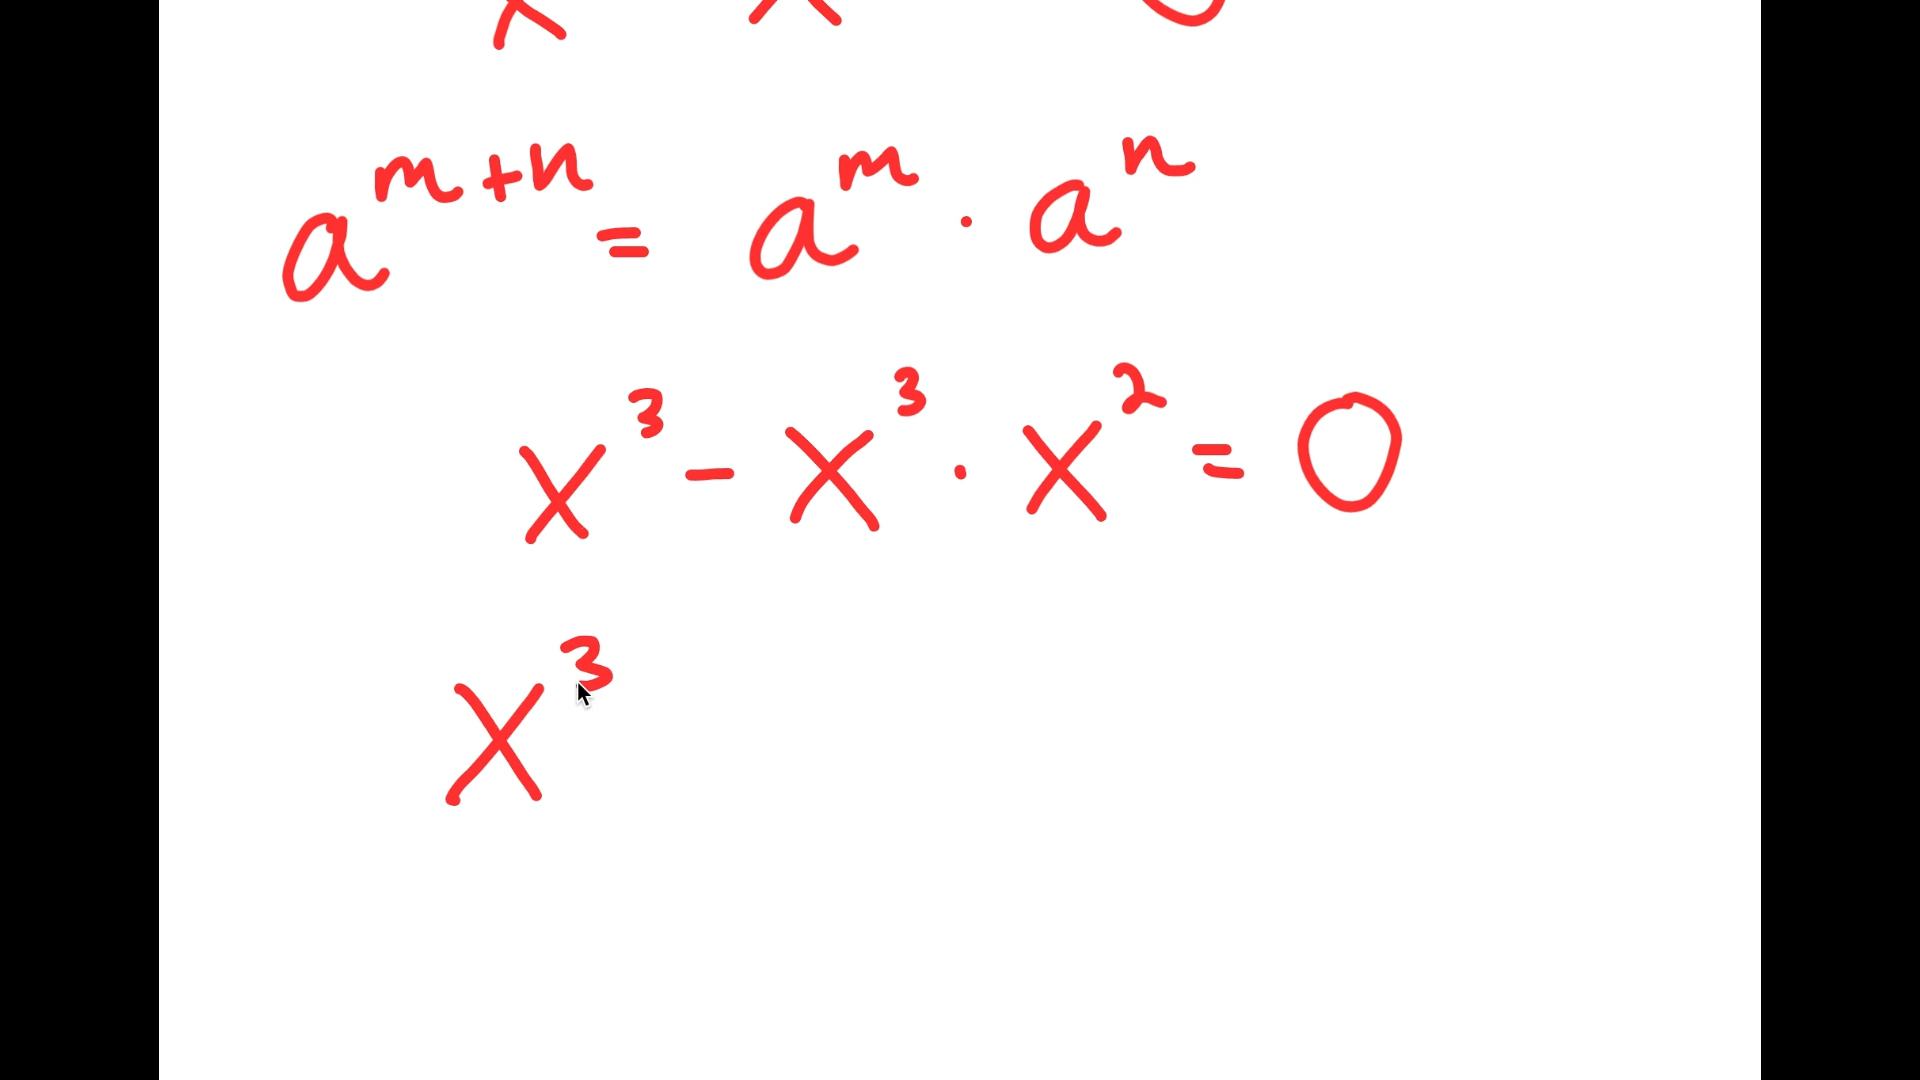 a^{m+n} = a^m · a^n
x^3 - x^3 · x^2 = 0
x^3